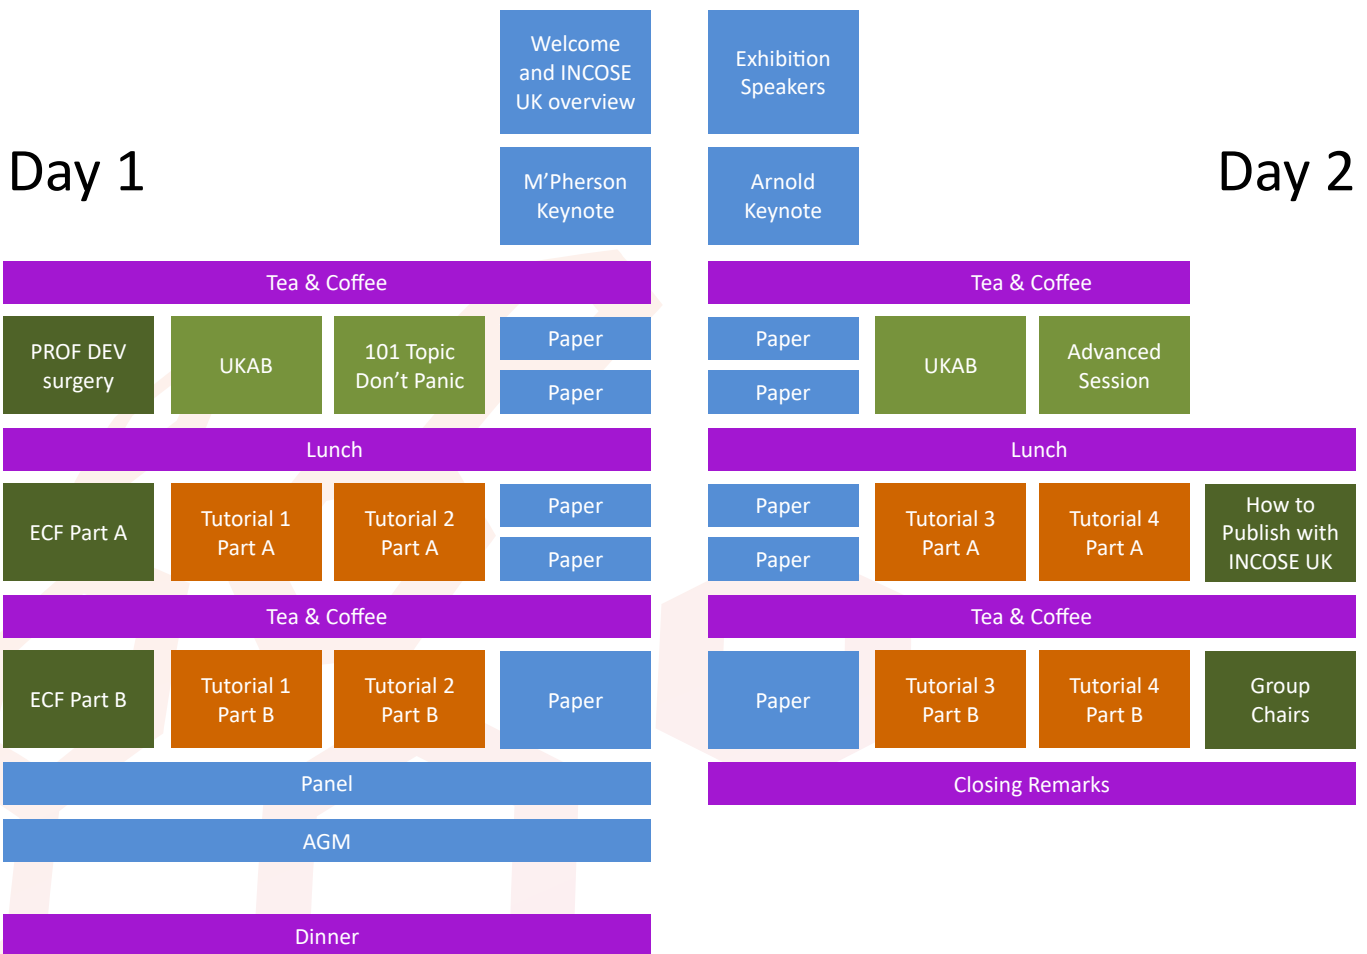 Day 1
Welcome
and INCOSE
UK overview
M’Pherson
Keynote
Tea & Coffee
PROF DEV
surgery
UKAB
101 Topic
Don’t Panic
Paper
Paper
Lunch
ECF Part A
Tutorial 1
Part A
Tutorial 2
Part A
Paper
Paper
Tea & Coffee
ECF Part B
Tutorial 1
Part B
Tutorial 2
Part B
Paper
Panel
AGM
Dinner
Day 2
Exhibition
Speakers
Arnold
Keynote
Tea & Coffee
Paper
Paper
UKAB
Advanced
Session
Lunch
Paper
Paper
Tutorial 3
Part A
Tutorial 4
Part A
How to
Publish with
INCOSE UK
Tea & Coffee
Paper
Tutorial 3
Part B
Tutorial 4
Part B
Group
Chairs
Closing Remarks